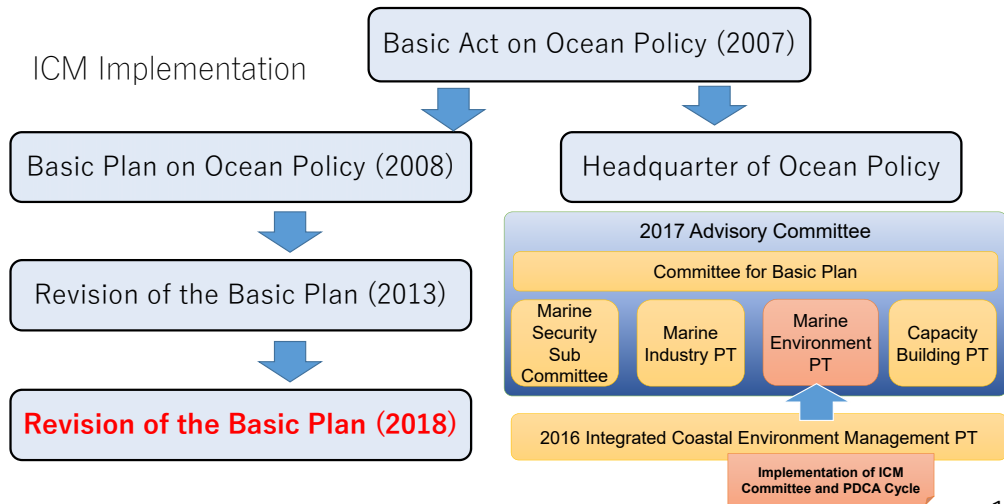 Basic Act on Ocean Policy (2007)
ICM Implementation
Basic Plan on Ocean Policy (2008)
Headquarter of Ocean Policy
2017 Advisory Committee
Committee for Basic Plan
Revision of the Basic Plan (2013)
Marine
Security
Sub
Committee
Marine
Industry PT
Marine
Environment
PT
Capacity
Building PT
Revision of the Basic Plan (2018)
2016 Integrated Coastal Environment Management PT
Implementation of ICM
Committee and PDCA Cycle